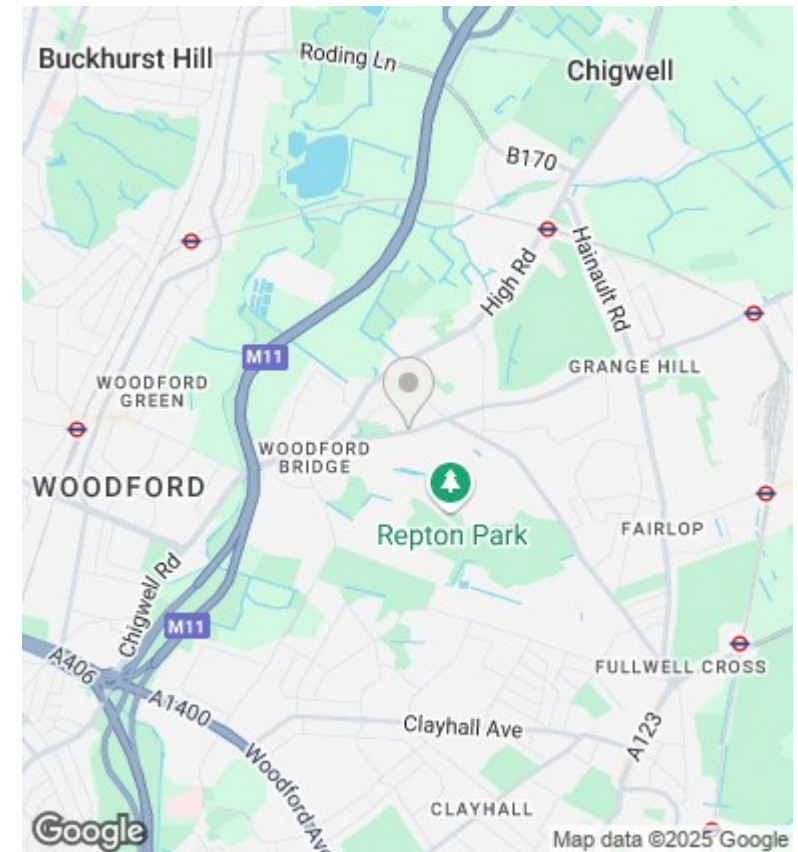 Buckhurst Hill
Roding Ln
Chigwell
B170
High Rd
Hainault Rd
M11
GRANGE HILL
WOODFORD
GREEN
WOODFORD
BRIDGE
WOODFORD
Repton Park
FAIRLOP
Chigwell Rd
M11
A406
FULLWELL CROSS
A1400
Clayhall Ave
A123
Woodford Ave
CLAYHALL
Google
Map data ©2025 Google